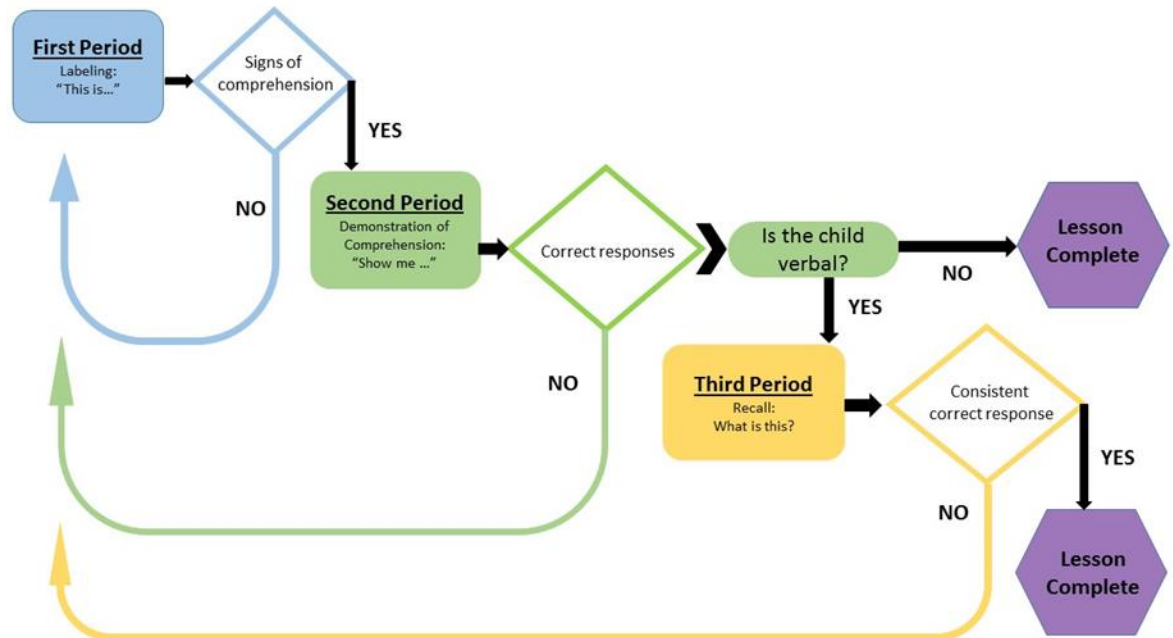 First Period
Labeling:
“This is…”
Signs of
comprehension
YES
NO
Second Period
Demonstration of
Comprehension:
“Show me …”
Correct responses
NO
Is the child
verbal?
NO
Lesson
Complete
YES
Third Period
Recall:
What is this?
Consistent
correct response
YES
NO
Lesson
Complete